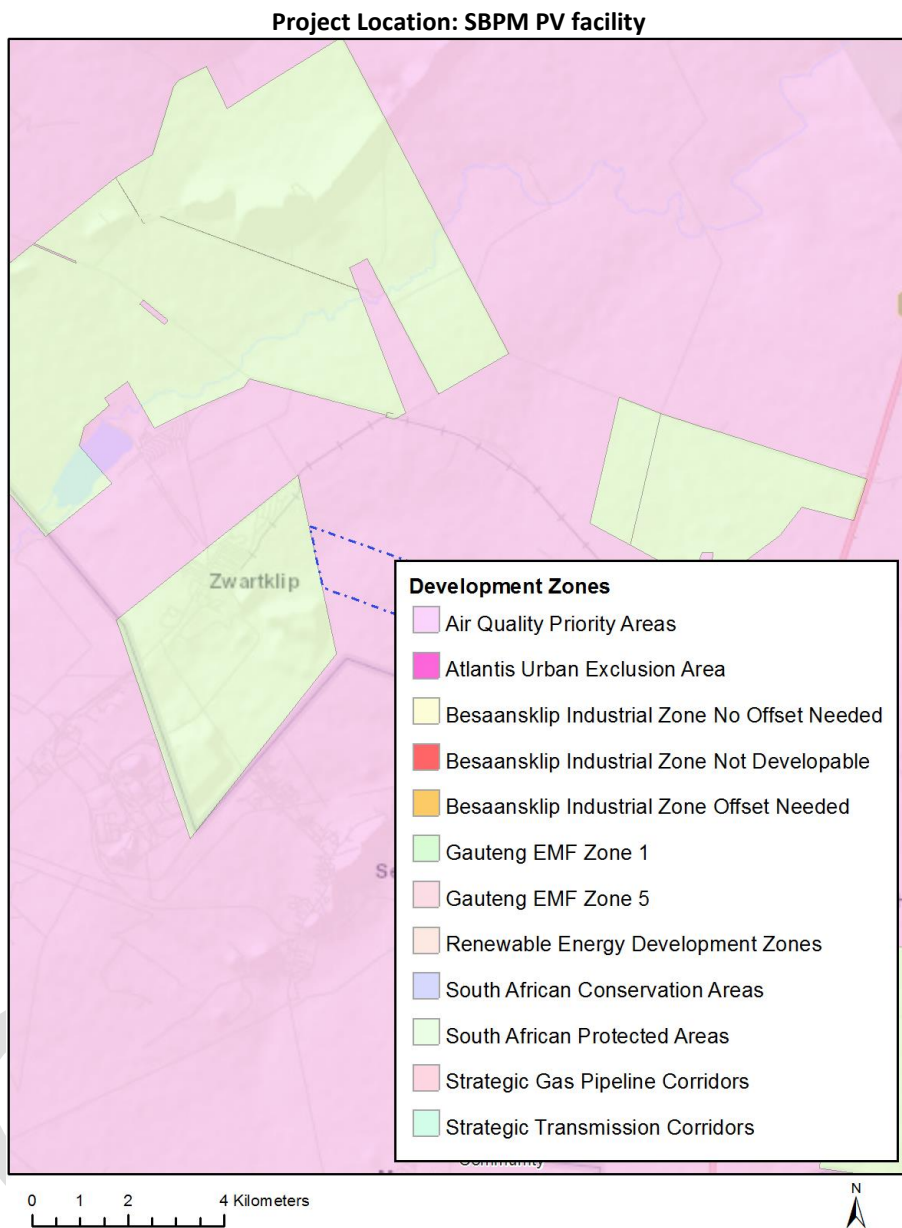 Project Location: SBPM PV facility
Zwartklip
Se
Development Zones
Air Quality Priority Areas
Atlantis Urban Exclusion Area
Besaansklip Industrial Zone No Offset Needed
Besaansklip Industrial Zone Not Developable
Besaansklip Industrial Zone Offset Needed
Gauteng EMF Zone 1
Gauteng EMF Zone 5
Renewable Energy Development Zones
South African Conservation Areas
South African Protected Areas
Strategic Gas Pipeline Corridors
Strategic Transmission Corridors
Community
0 1 2 4 Kilometers
N